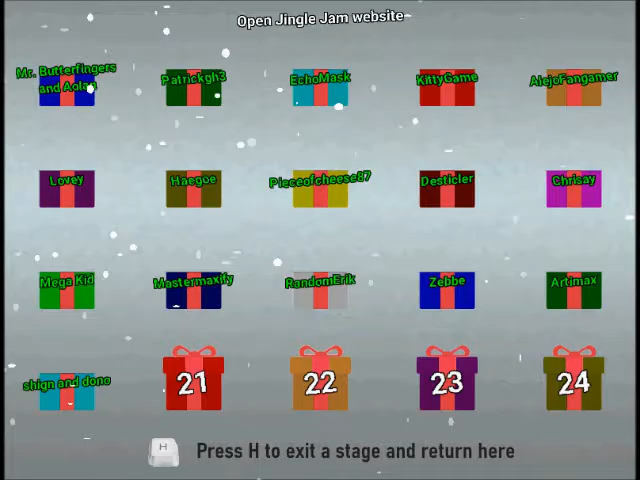 Open Jingle Jam website
Mr. Butterfingers
and Aolan
Patrickgh3
EchoMask
KittyGame
AlejoFangamer
Lovey
Haegoe
Pieceofcheese87
Desticler
Chrisay
Mega Kid
Mastermaxify
RandomErik
Zebbe
Artimax
shign and dono
21
22
23
24
H
Press H to exit a stage and return here